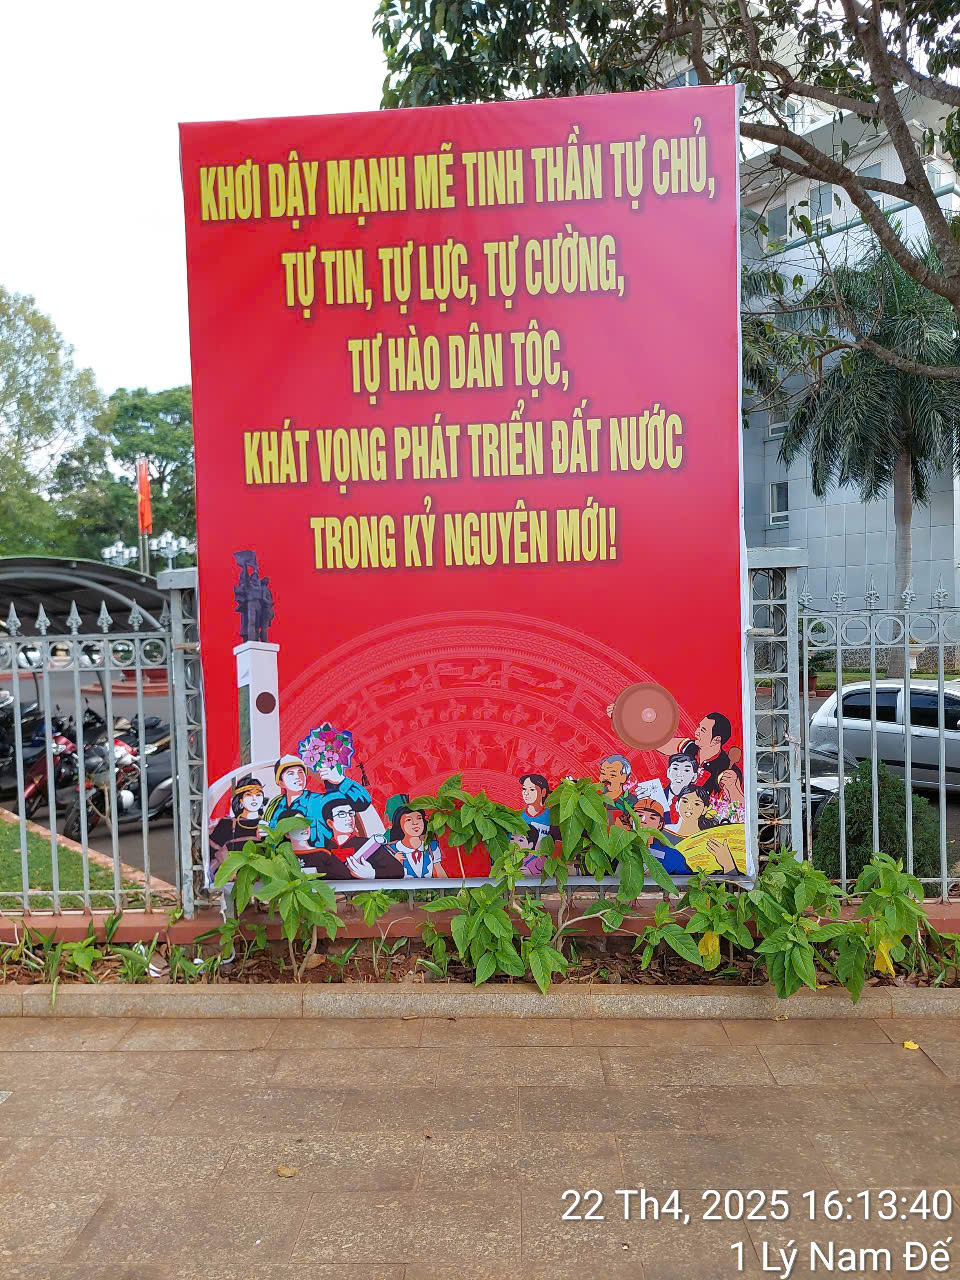 KHƠI DẬY MẠNH MẼ TINH THẦN TỰ CHỦ,
TỰ TIN, TỰ LỰC, TỰ CƯỜNG,
TỰ HÀO DÂN TỘC,
KHÁT VỌNG PHÁT TRIỂN ĐẤT NƯỚC
TRONG KỶ NGUYÊN MỚI!
22 Th4, 2025 16:13:40
1 Lý Nam Đế